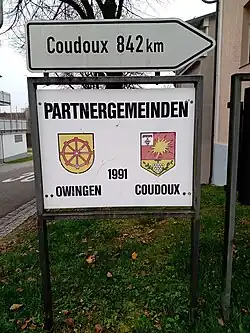 Coudoux 842 km
PARTNERGEMEINDEN
1991
OWINGEN COUDOUX